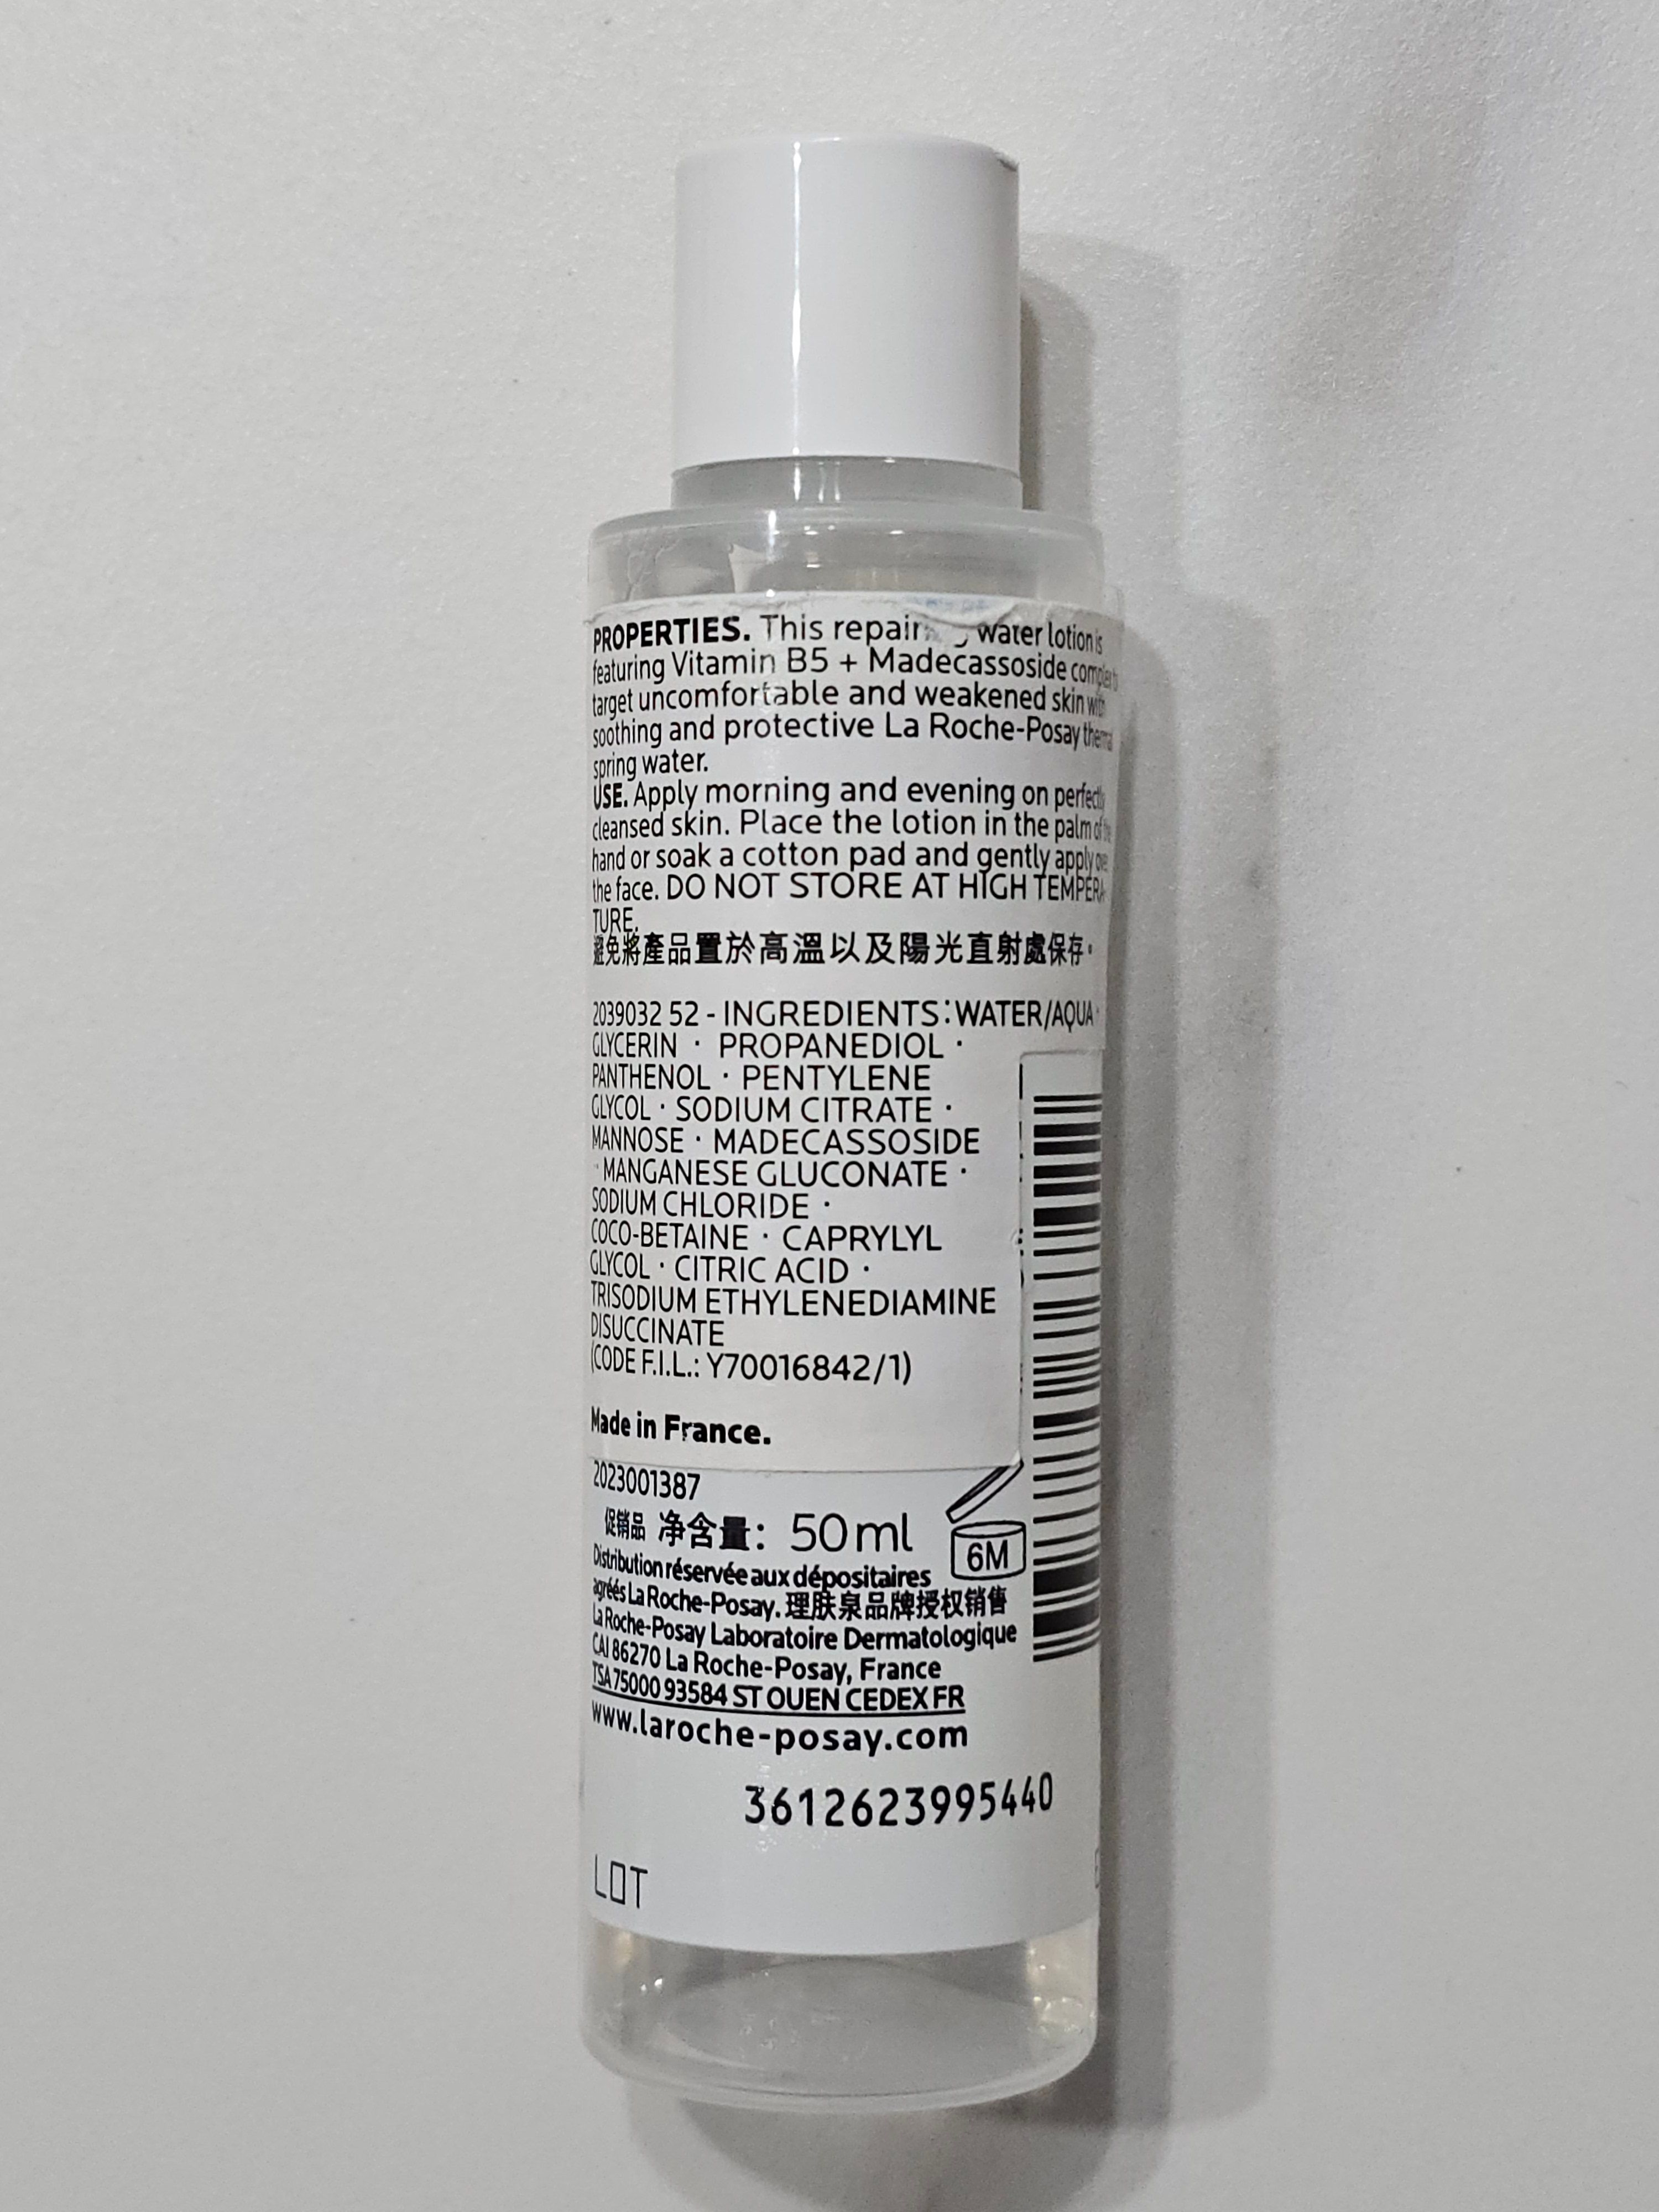 PROPERTIES. This repair water lotion is
featuring Vitamin B5 + Madecassoside complex to
target uncomfortable and weakened skin with
soothing and protective La Roche-Posay thermal
spring water.
USE. Apply morning and evening on perfectly
cleansed skin. Place the lotion in the palm of the
hand or soak a cotton pad and gently apply over
the face. DO NOT STORE AT HIGH TEMPERA-
TURE.
避免將產品置於高溫以及陽光直射處保存。
2039032 52 - INGREDIENTS: WATER/AQUA ·
GLYCERIN · PROPANEDIOL ·
PANTHENOL · PENTYLENE
GLYCOL · SODIUM CITRATE ·
MANNOSE · MADECASSOSIDE
· MANGANESE GLUCONATE ·
SODIUM CHLORIDE ·
COCO-BETAINE · CAPRYLYL
GLYCOL · CITRIC ACID ·
TRISODIUM ETHYLENEDIAMINE
DISUCCINATE
(CODE F.I.L.: Y70016842/1)
Made in France.
2023001387
促销品 净含量: 50 ml
6M
Distribution réservée aux dépositaires
agréés La Roche-Posay. 理肤泉品牌授权销售
La Roche-Posay Laboratoire Dermatologique
CAI 86270 La Roche-Posay, France
TSA 75000 93584 ST OUEN CEDEX FR
www.laroche-posay.com
3612623995440
LOT